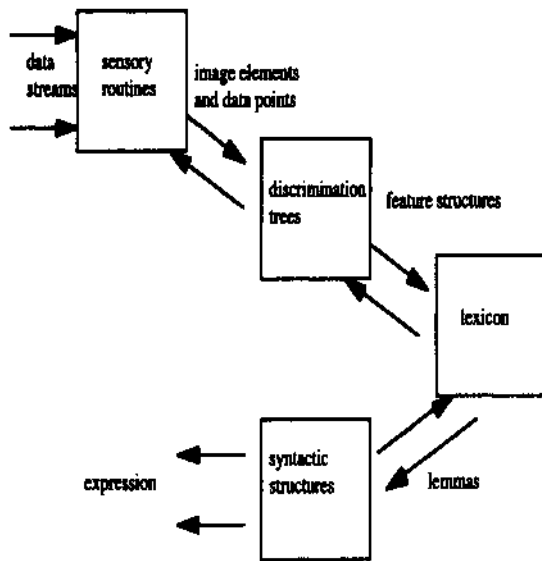 data
streams
sensory
routines
image elements
and data points
discrimination
trees
feature structures
lexicon
syntactic
structures
expression
lemmas